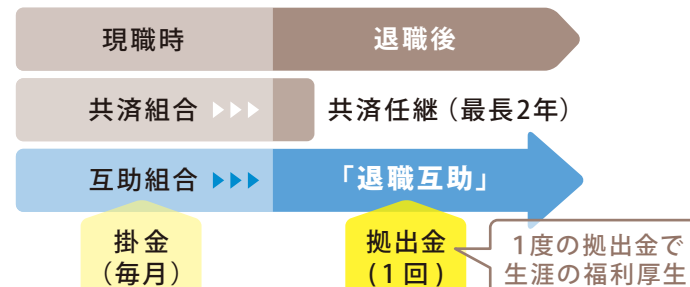 現職時 退職後
共済組合 ▶▶▶ 共済任継（最長2年）
互助組合 ▶▶▶ 「退職互助」
掛金
（毎月）
拠出金
（1回）
1度の拠出金で
生涯の福利厚生